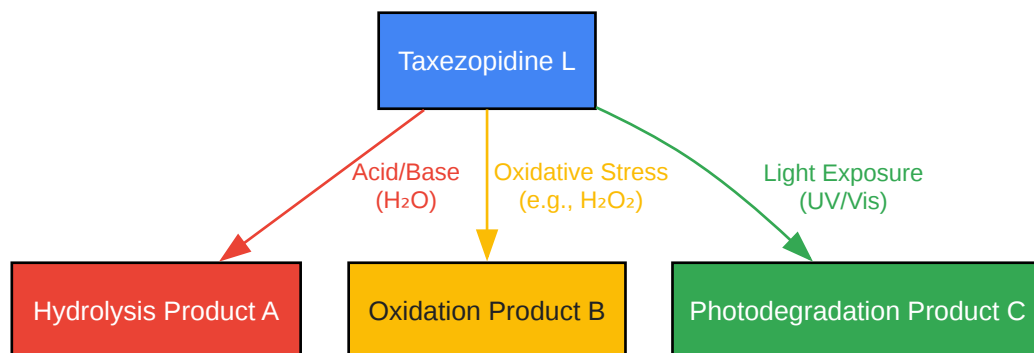 Taxezopidine L
Acid/Base
(H₂O)
Oxidative Stress
(e.g., H₂O₂)
Light Exposure
(UV/Vis)
Hydrolysis Product A
Oxidation Product B
Photodegradation Product C